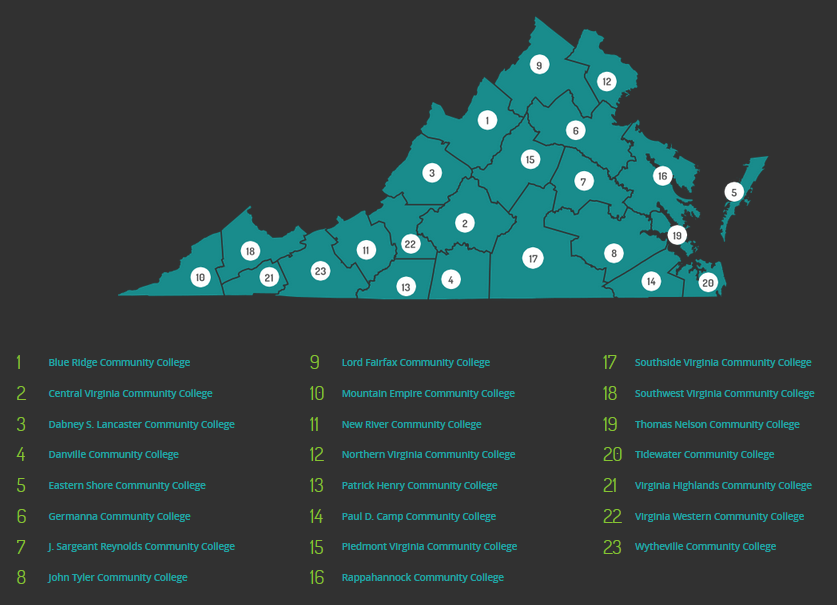 9
12
1
6
15
3
16
7
5
2
19
22
11
18
8
17
23
21
10
4
14
20
13
1 Blue Ridge Community College
2 Central Virginia Community College
3 Dabney S. Lancaster Community College
4 Danville Community College
5 Eastern Shore Community College
6 Germanna Community College
7 J. Sargeant Reynolds Community College
8 John Tyler Community College
9 Lord Fairfax Community College
10 Mountain Empire Community College
11 New River Community College
12 Northern Virginia Community College
13 Patrick Henry Community College
14 Paul D. Camp Community College
15 Piedmont Virginia Community College
16 Rappahannock Community College
17 Southside Virginia Community College
18 Southwest Virginia Community College
19 Thomas Nelson Community College
20 Tidewater Community College
21 Virginia Highlands Community College
22 Virginia Western Community College
23 Wytheville Community College